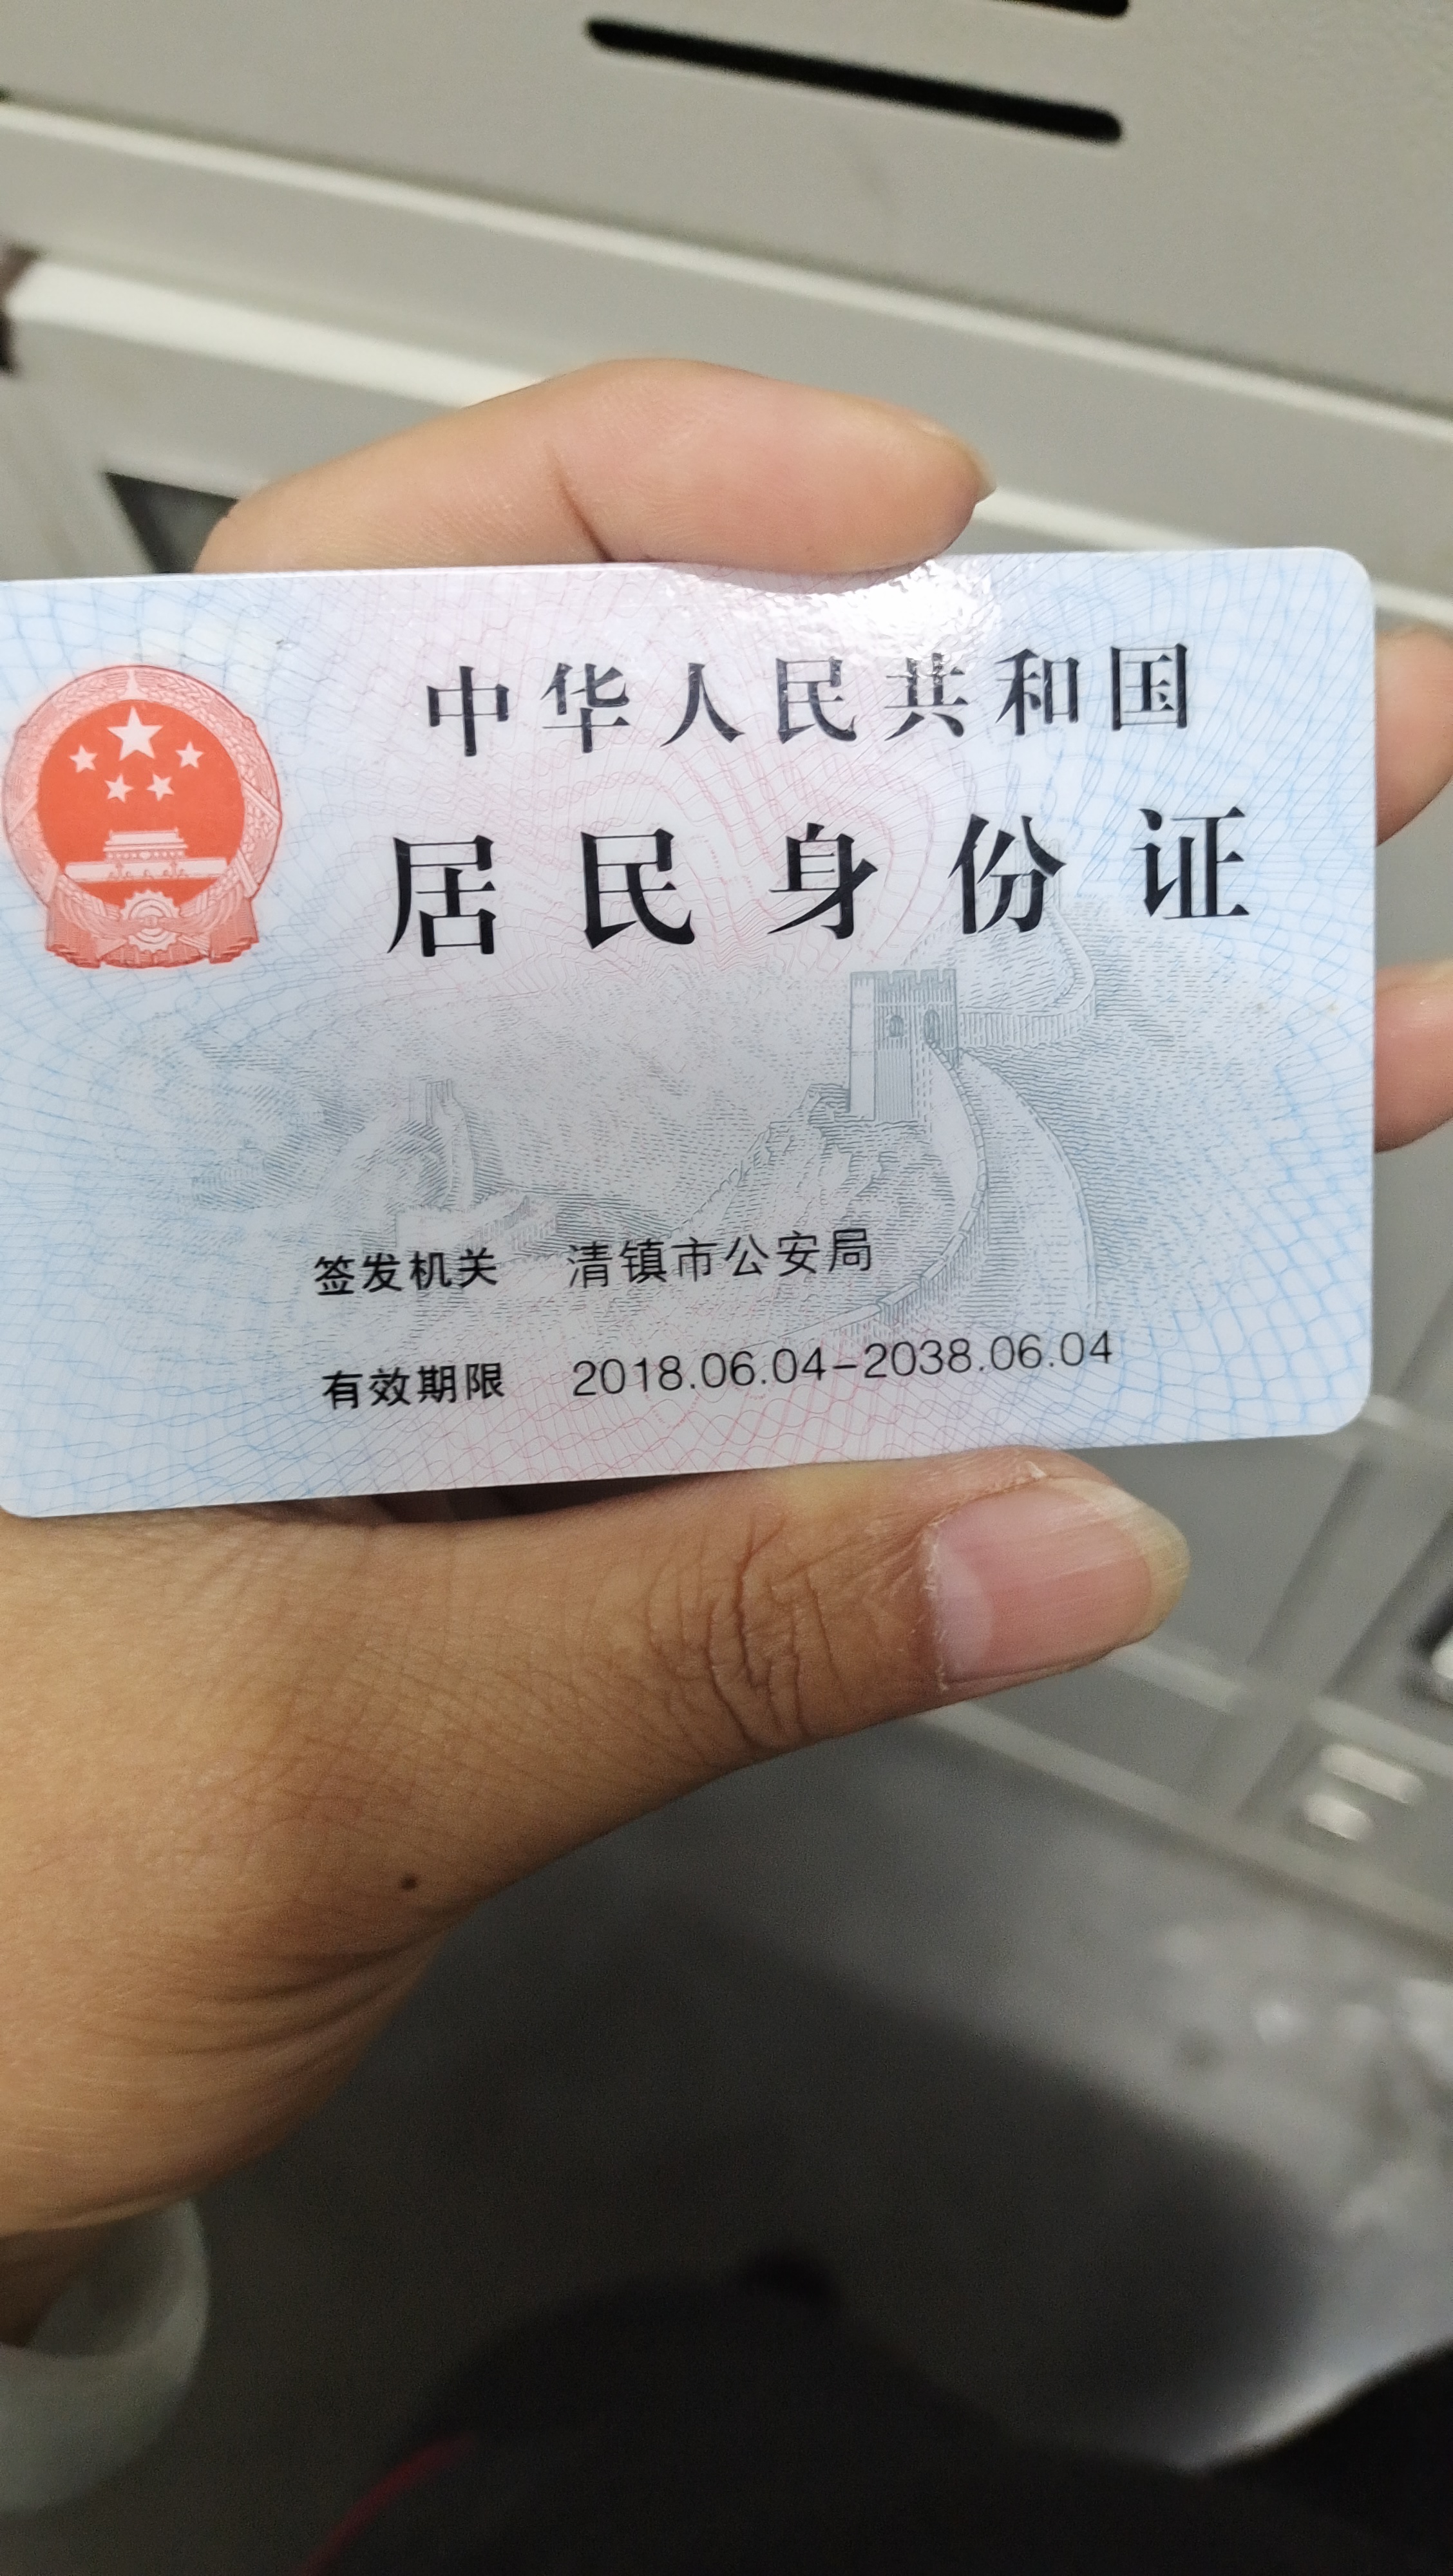 中华人民共和国
居民身份证
签发机关 清镇市公安局
有效期限 2018.06.04-2038.06.04